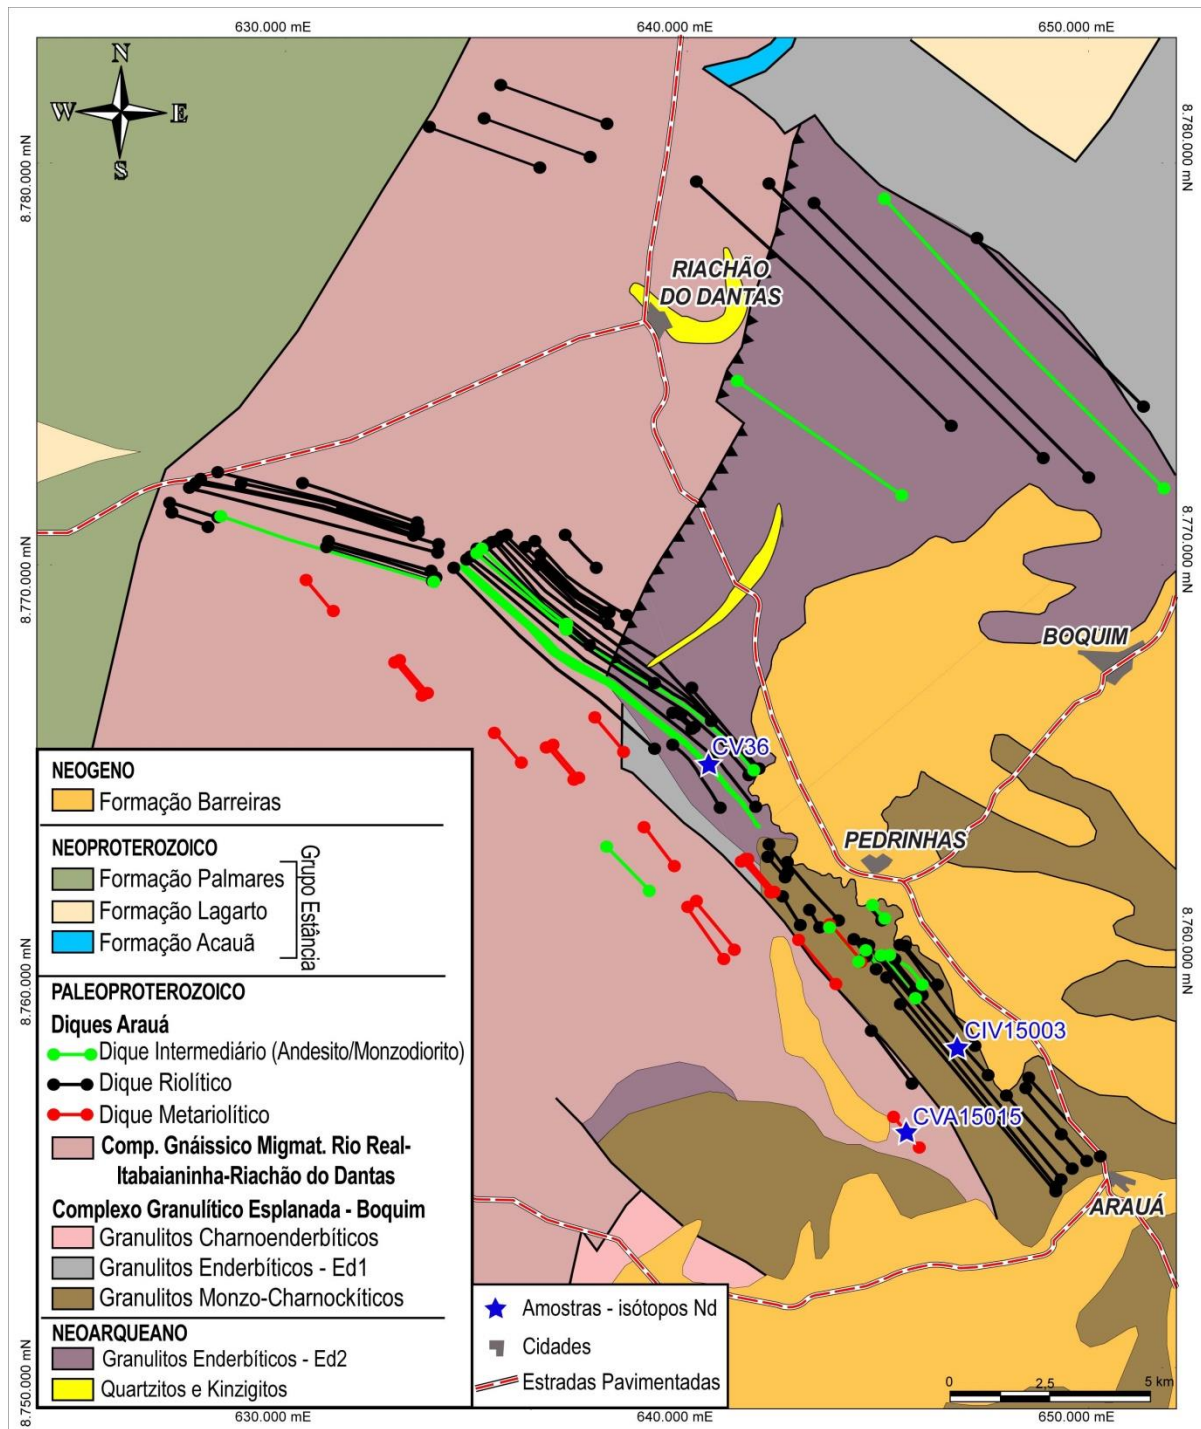 630.000 mE
640.000 mE
650.000 mE
N
W
E
S
8.780.000 mN
8.780.000 mN
RIACHÃO
DO DANTAS
8.770.000 mN
8.770.000 mN
BOQUIM
CV36
PEDRINHAS
8.760.000 mN
8.760.000 mN
CIV15003
CVA15015
ARAUÁ
NEOGENO
Formação Barreiras
NEOPROTEROZOICO
Formação Palmares
Formação Lagarto
Formação Acauã
Grupo Estância
PALEOPROTEROZOICO
Diques Arauá
Dique Intermediário (Andesito/Monzodiorito)
Dique Riolítico
Dique Metariolítico
Comp. Gnáissico Migmat. Rio Real-
Itabaianinha-Riachão do Dantas
Complexo Granulítico Esplanada - Boquim
Granulitos Charnoenderbíticos
Granulitos Enderbíticos - Ed1
Granulitos Monzo-Charnockíticos
NEOARQUEANO
Granulitos Enderbíticos - Ed2
Quartzitos e Kinzigitos
Amostras - isótopos Nd
Cidades
Estradas Pavimentadas
0 2,5 5 km
8.750.000 mN
630.000 mE
640.000 mE
650.000 mE